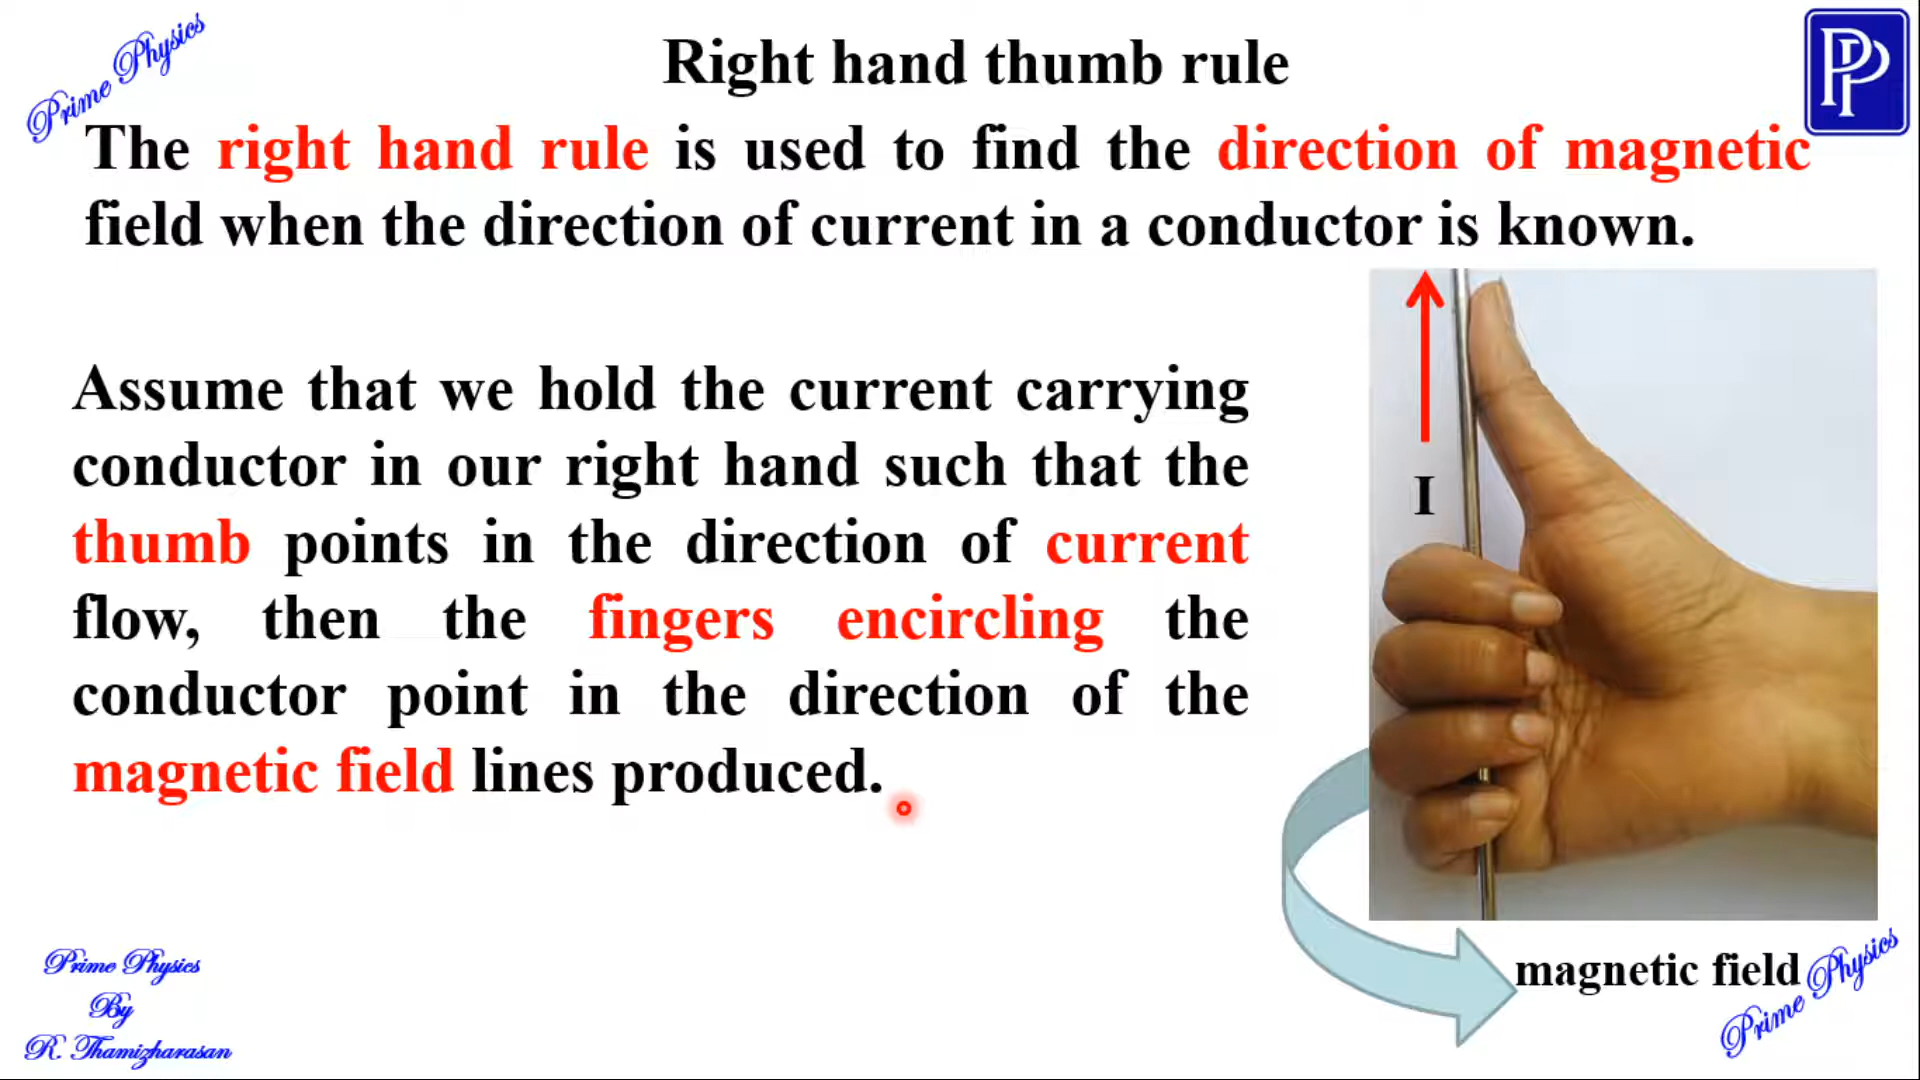 Prime Physics
PP
Right hand thumb rule
The right hand rule is used to find the direction of magnetic
field when the direction of current in a conductor is known.
Assume that we hold the current carrying
conductor in our right hand such that the
thumb points in the direction of current
flow, then the fingers encircling the
conductor point in the direction of the
magnetic field lines produced.
I
magnetic field
Prime Physics
Prime Physics
By
R. Thamizharasan